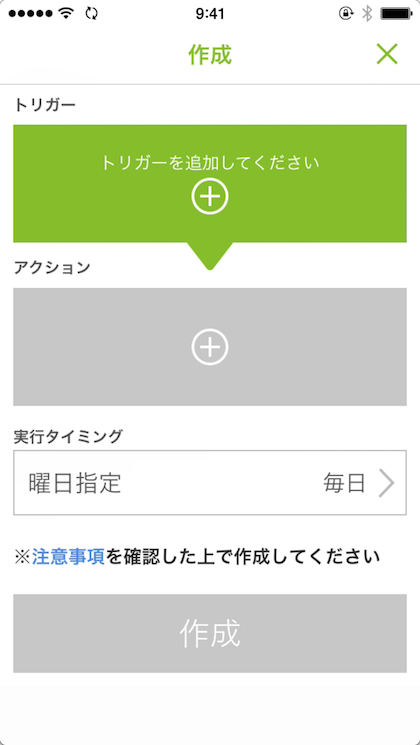 9:41
作成
トリガー
トリガーを追加してください
アクション
実行タイミング
曜日指定 毎日
※注意事項を確認した上で作成してください
作成